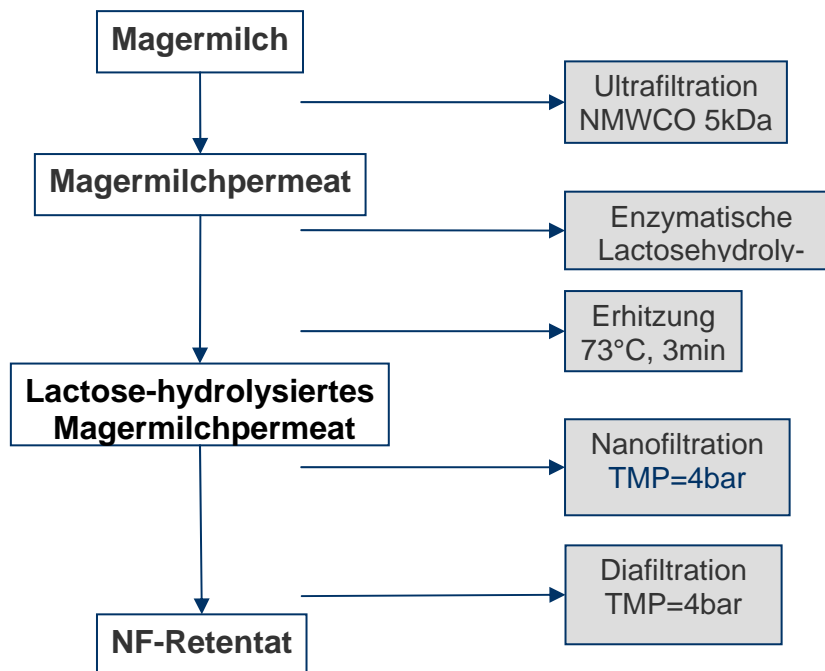 Magermilch
Ultrafiltration
NMWCO 5kDa
Magermilchpermeat
Enzymatische
Lactosehydroly-
Erhitzung
73°C, 3min
Lactose-hydrolysiertes
Magermilchpermeat
Nanofiltration
TMP=4bar
Diafiltration
TMP=4bar
NF-Retentat